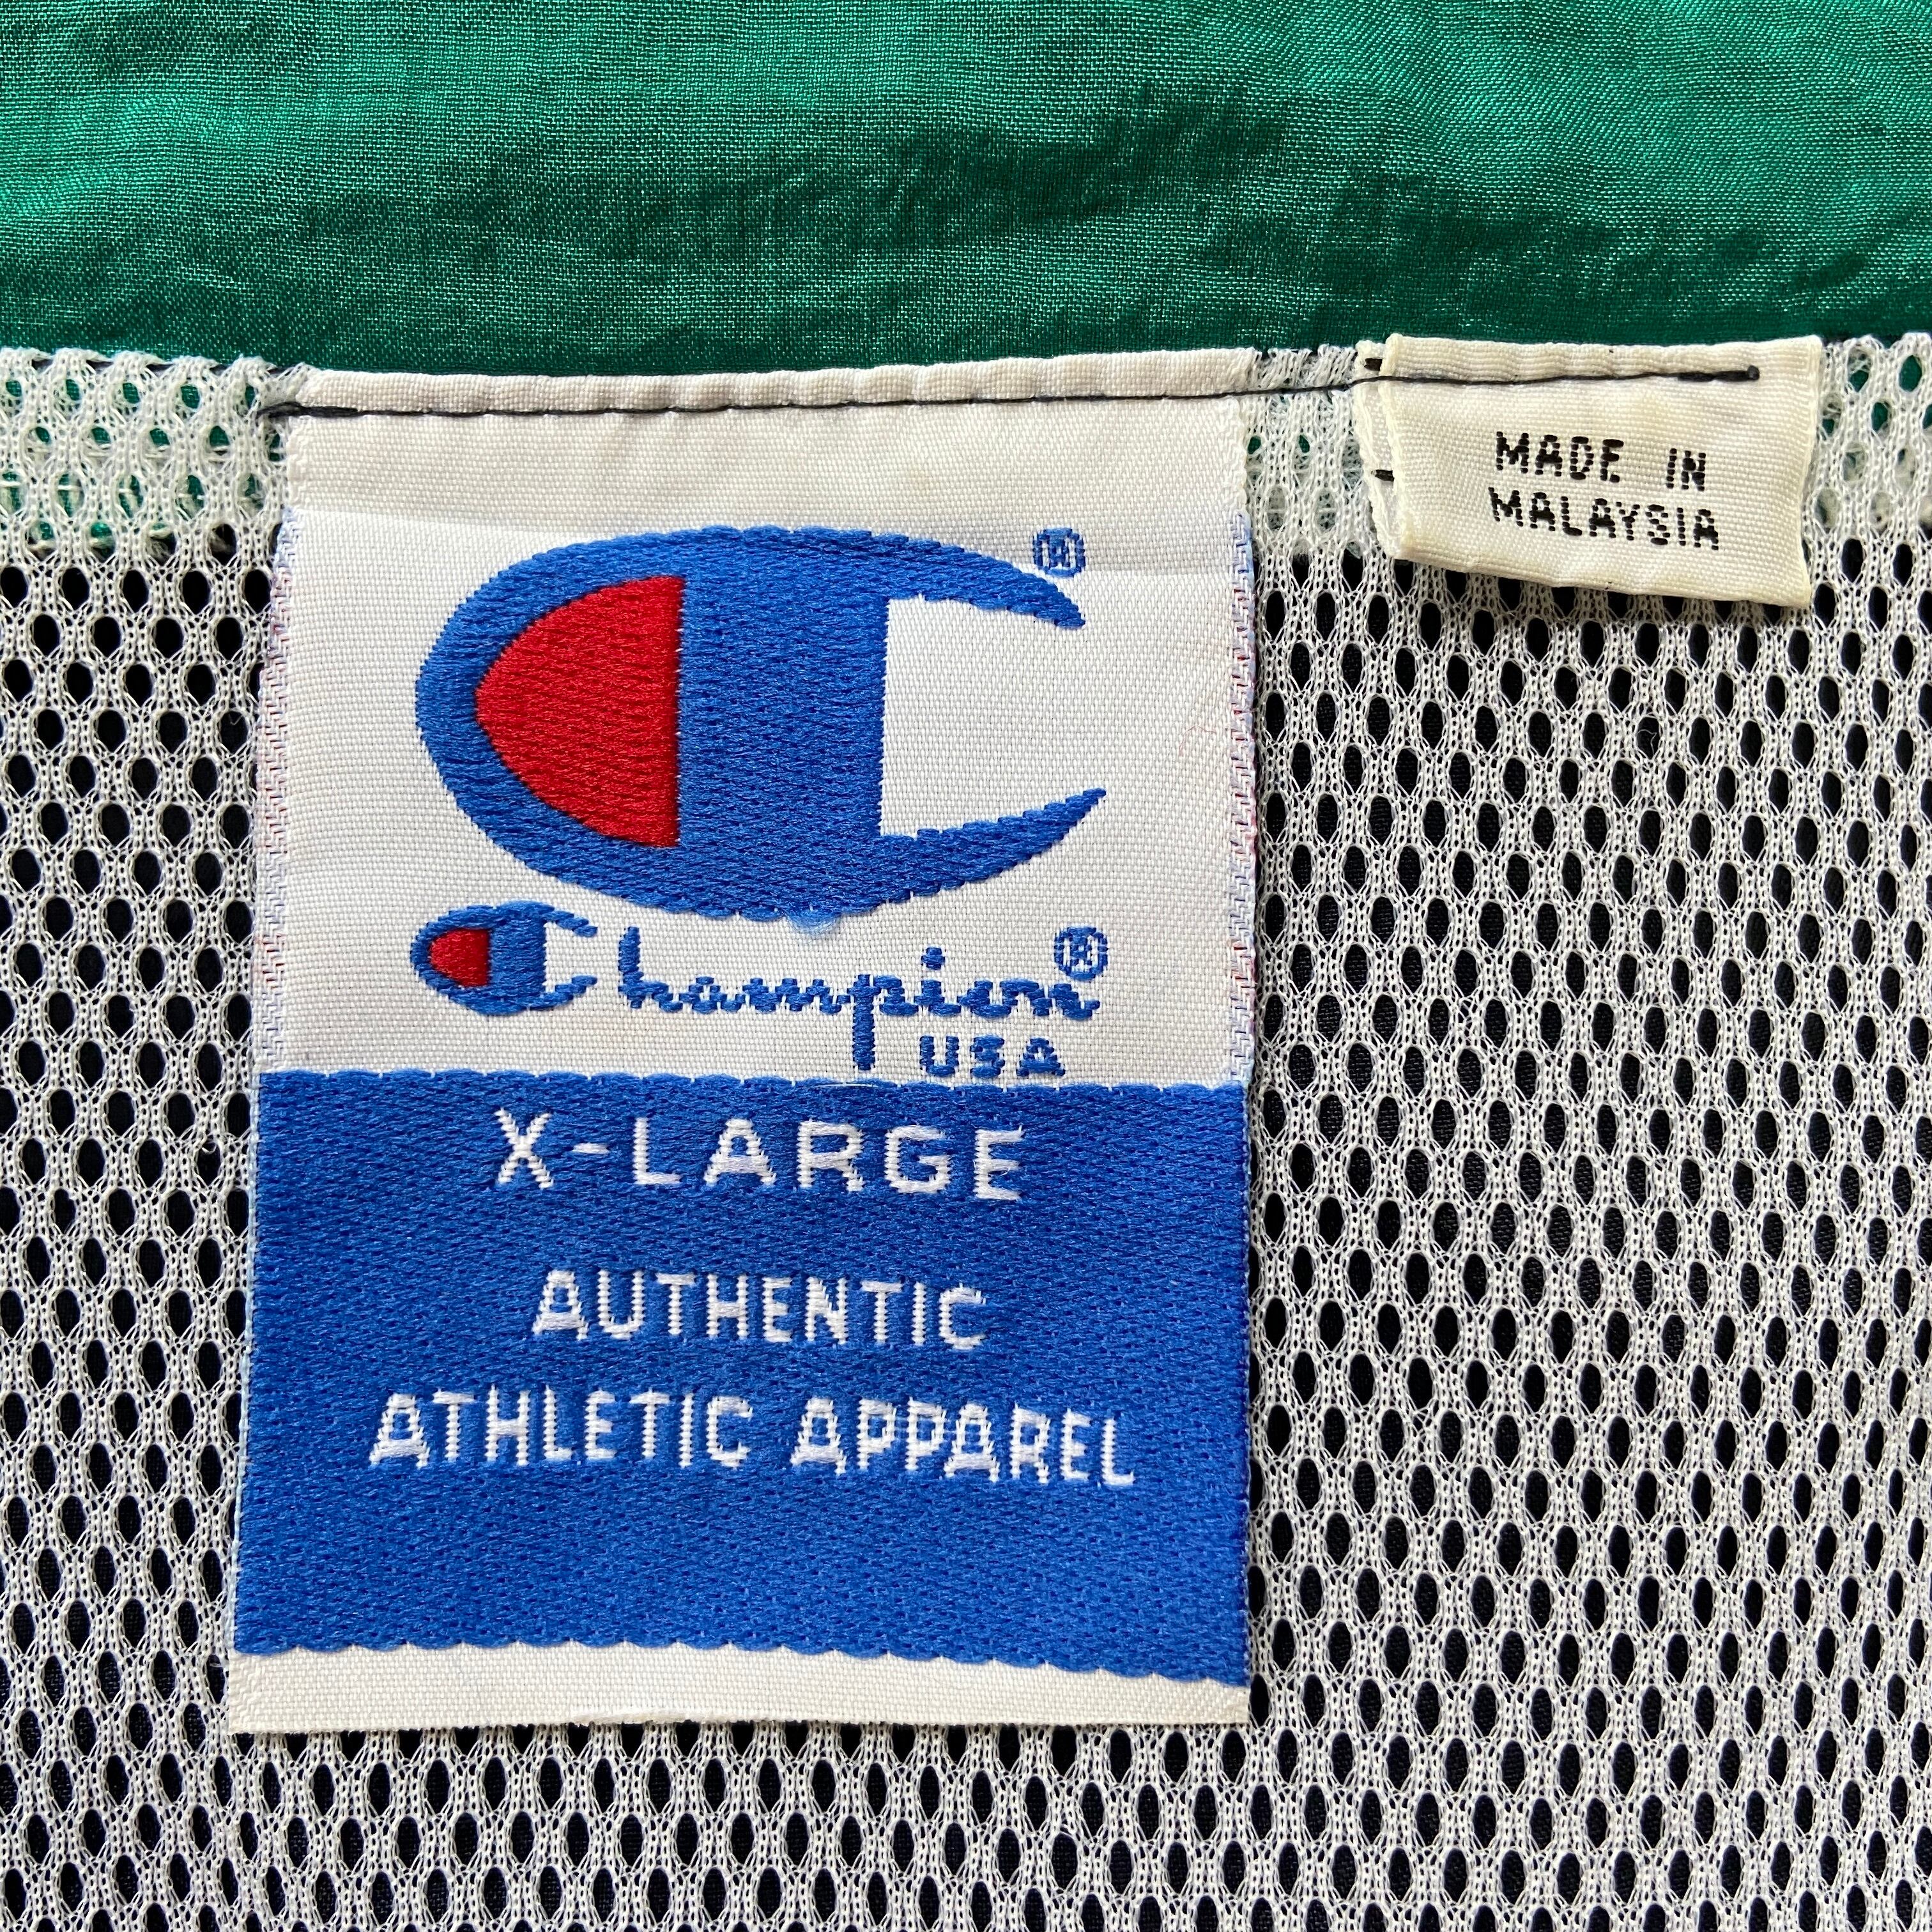 ®
Champion®
USA
X-LARGE
AUTHENTIC
ATHLETIC APPAREL
MADE IN
MALAYSIA